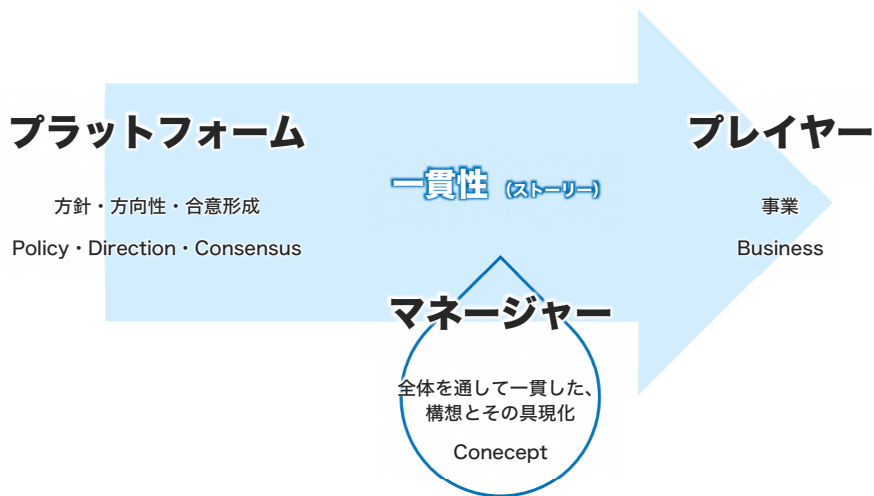 プラットフォーム
方針・方向性・合意形成
Policy・Direction・Consensus
一貫性（ストーリー）
プレイヤー
事業
Business
マネージャー
全体を通して一貫した、
構想とその具現化
Conecept